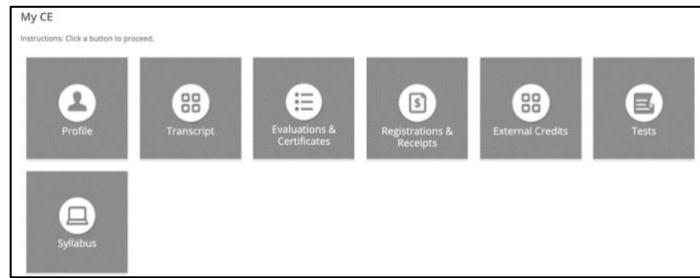 My CE
Instructions: Click a button to proceed.
Profile
Transcript
Evaluations &
Certificates
Registrations &
Receipts
External Credits
Tests
Syllabus